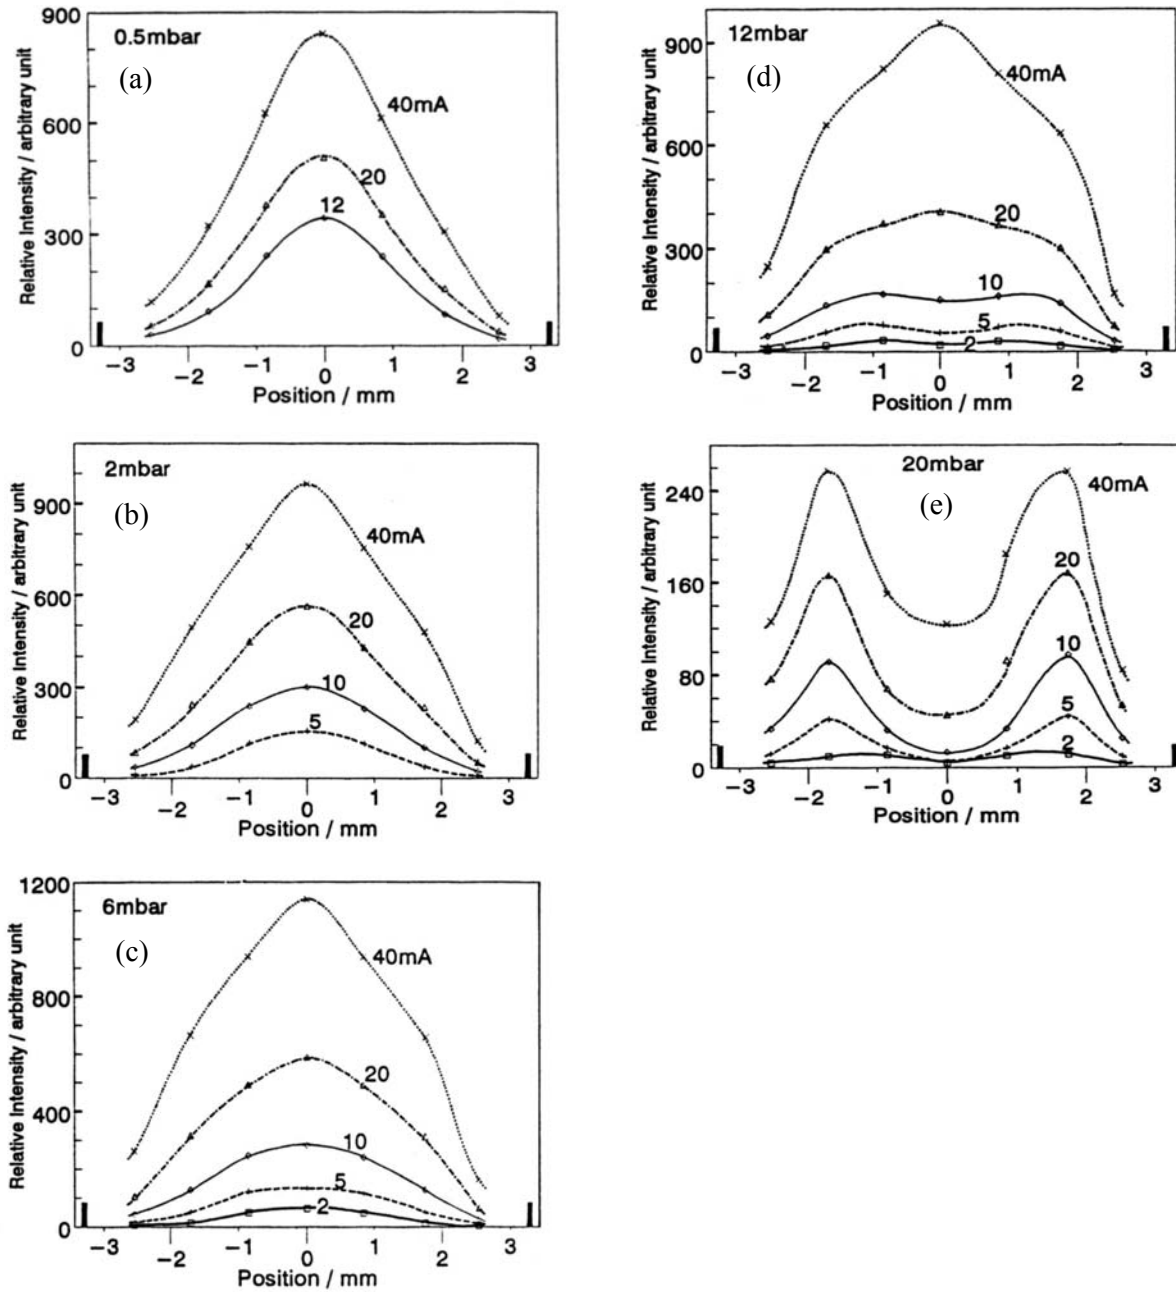 900
0.5mbar
(a)
40mA
600
20
12
300
0
−3 −2 −1 0 1 2 3
Position / mm
Relative Intensity / arbitrary unit
2mbar
(b)
900
40mA
600
20
10
300
5
0
−3 −2 −1 0 1 2 3
Position / mm
Relative Intensity / arbitrary unit
1200
6mbar
(c)
40mA
800
20
400
10
5
2
0
−3 −2 −1 0 1 2 3
Position / mm
Relative Intensity / arbitrary unit
12mbar
900
(d)
40mA
600
20
300
10
5
2
0
−3 −2 −1 0 1 2 3
Position / mm
Relative Intensity / arbitrary unit
20mbar
240
(e)
40mA
160
20
10
80
5
2
0
−3 −2 −1 0 1 2 3
Position / mm
Relative Intensity / arbitrary unit